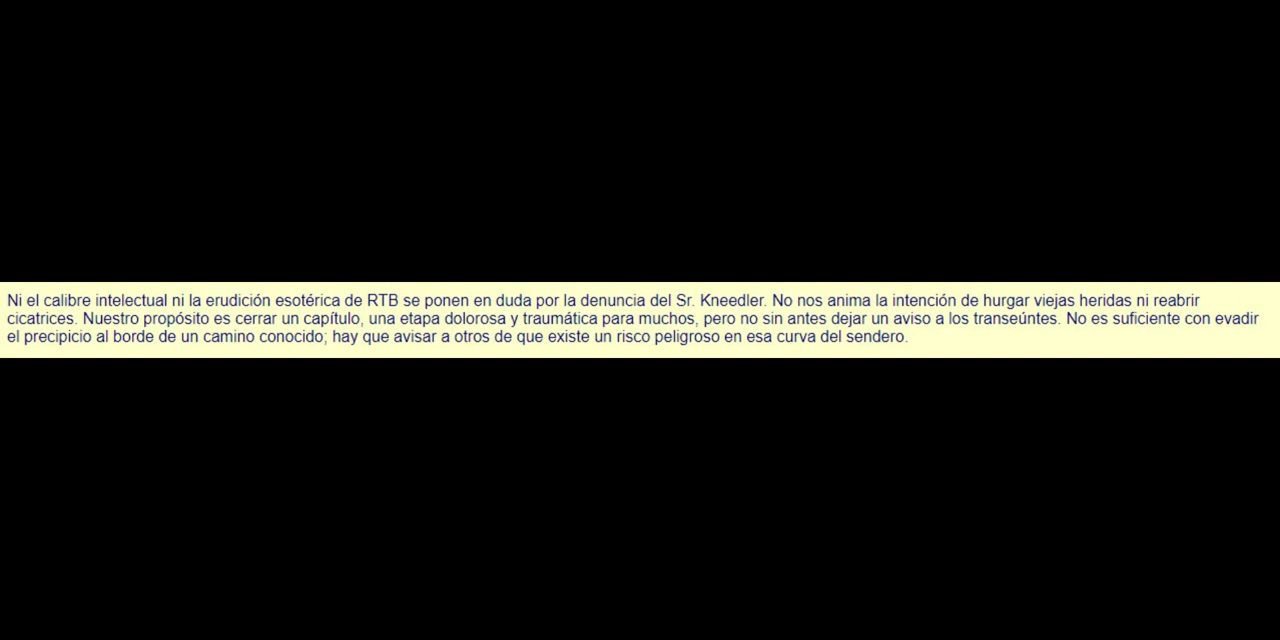 Ni el calibre intelectual ni la erudición esotérica de RTB se ponen en duda por la denuncia del Sr. Kneedler. No nos anima la intención de hurgar viejas heridas ni reabrir
cicatrices. Nuestro propósito es cerrar un capítulo, una etapa dolorosa y traumática para muchos, pero no sin antes dejar un aviso a los transeúntes. No es suficiente con evadir
el precipicio al borde de un camino conocido; hay que avisar a otros de que existe un risco peligroso en esa curva del sendero.